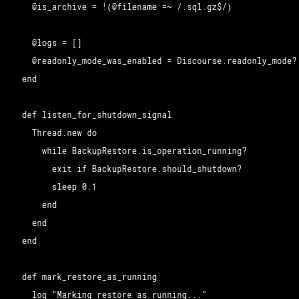 @is_archive = !(@filename =~ /.sql.gz$/)
@logs = []
@readonly_mode_was_enabled = Discourse.readonly_mode?
end
def listen_for_shutdown_signal
Thread.new do
while BackupRestore.is_operation_running?
exit if BackupRestore.should_shutdown?
sleep 0.1
end
end
end
def mark_restore_as_running
log "Marking restore as running..."